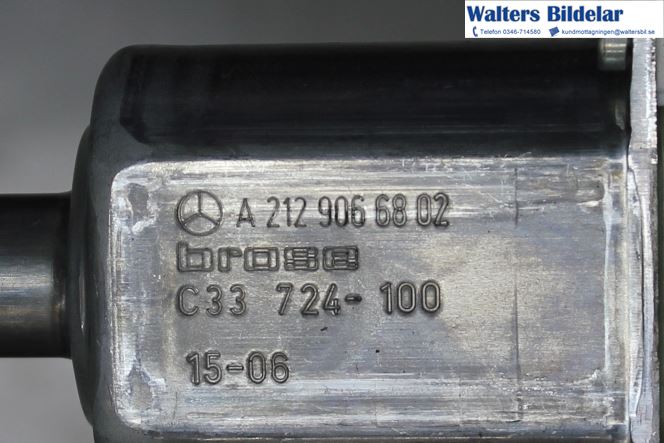 Walters Bildelar
Telefon 0346-714580 kundmottagningen@waltersbil.se
A 212 906 68 02
brose
C33 724-100
15-06